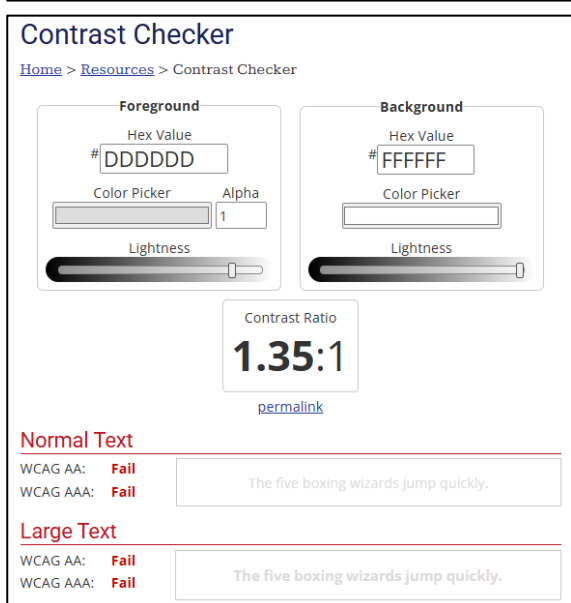 Contrast Checker
Home > Resources > Contrast Checker
Foreground
Hex Value
# DDDDDD
Color Picker Alpha
1
Lightness
Background
Hex Value
# FFFFFF
Color Picker
Lightness
Contrast Ratio
1.35:1
permalink
Normal Text
WCAG AA: Fail
WCAG AAA: Fail
The five boxing wizards jump quickly.
Large Text
WCAG AA: Fail
WCAG AAA: Fail
The five boxing wizards jump quickly.